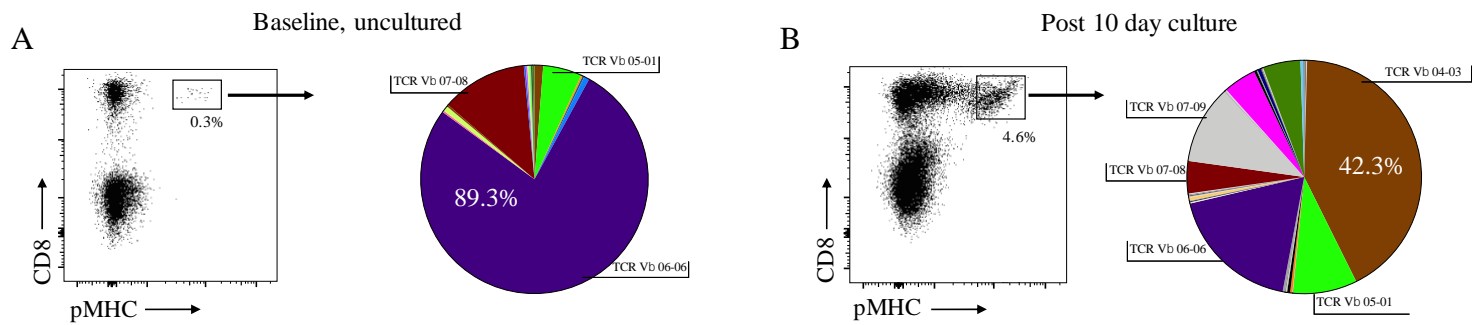 Baseline, uncultured
Post 10 day culture
A
B
0.3%
CD8
pMHC
TCR Vb 07-08
TCR Vb 05-01
89.3%
TCR Vb 06-06
4.6%
CD8
pMHC
TCR Vb 04-03
TCR Vb 07-09
42.3%
TCR Vb 07-08
TCR Vb 06-06
TCR Vb 05-01